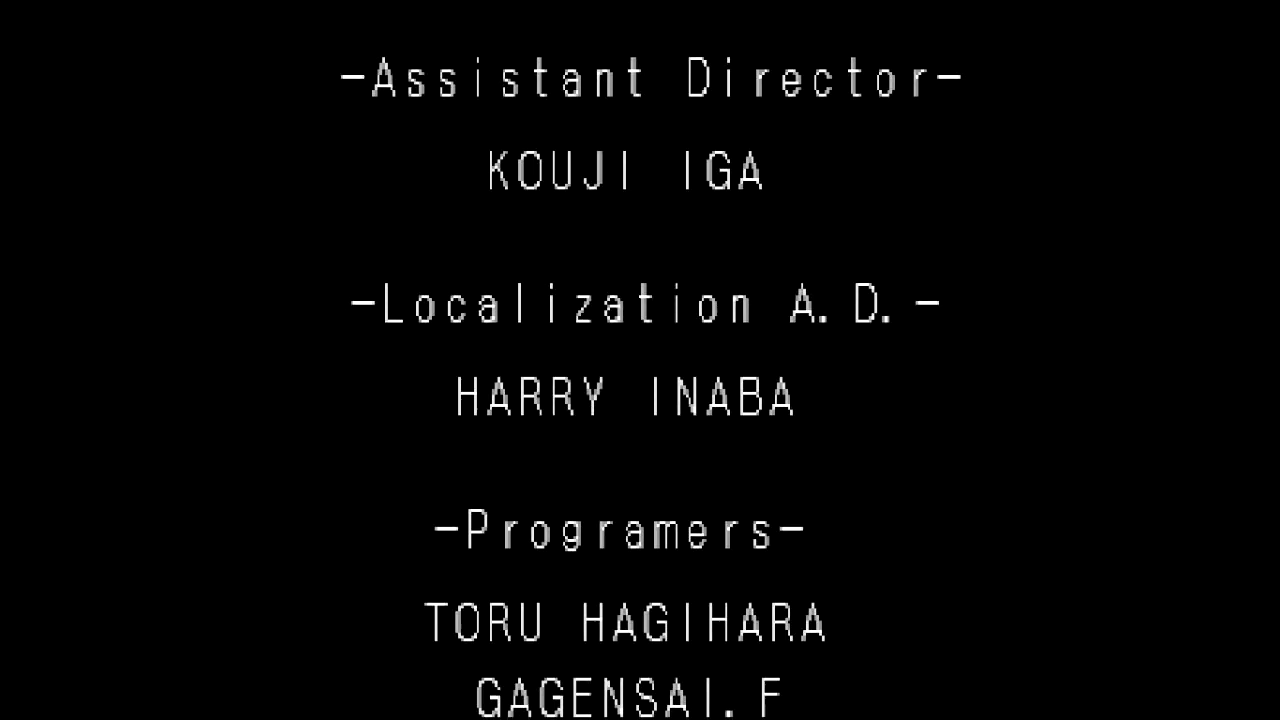 -Assistant Director-
KOUJI IGA
-Localization A.D.-
HARRY INABA
-Programers-
TORU HAGIHARA
GAGENSAI.F